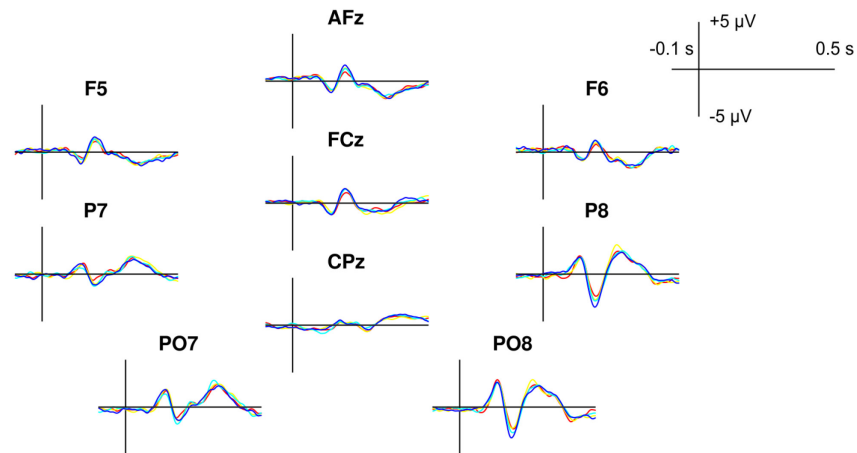 AFz
+5 µV
-0.1 s
0.5 s
-5 µV
F5
F6
FCz
P7
P8
CPz
PO7
PO8